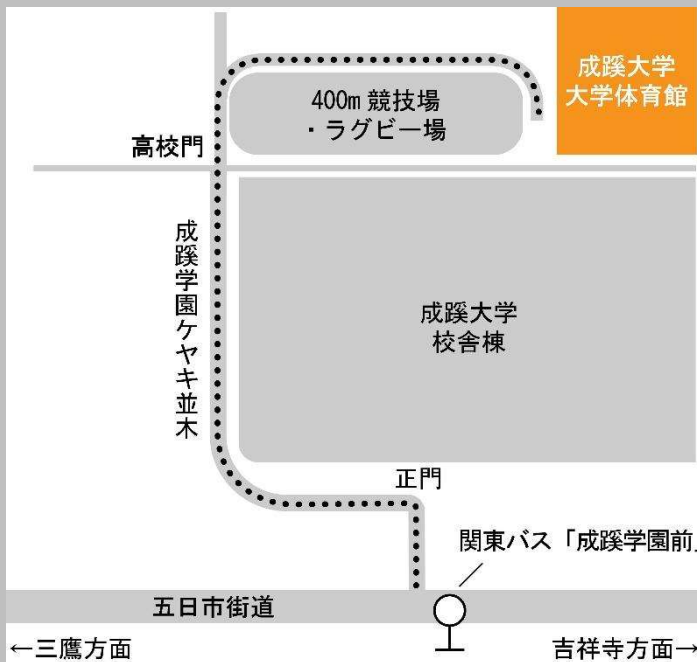 成蹊大学
大学体育館
400m 競技場
・ラグビー場
高校門
成蹊学園ケヤキ並木
成蹊大学
校舎棟
正門
関東バス「成蹊学園前」
五日市街道
←三鷹方面
吉祥寺方面→